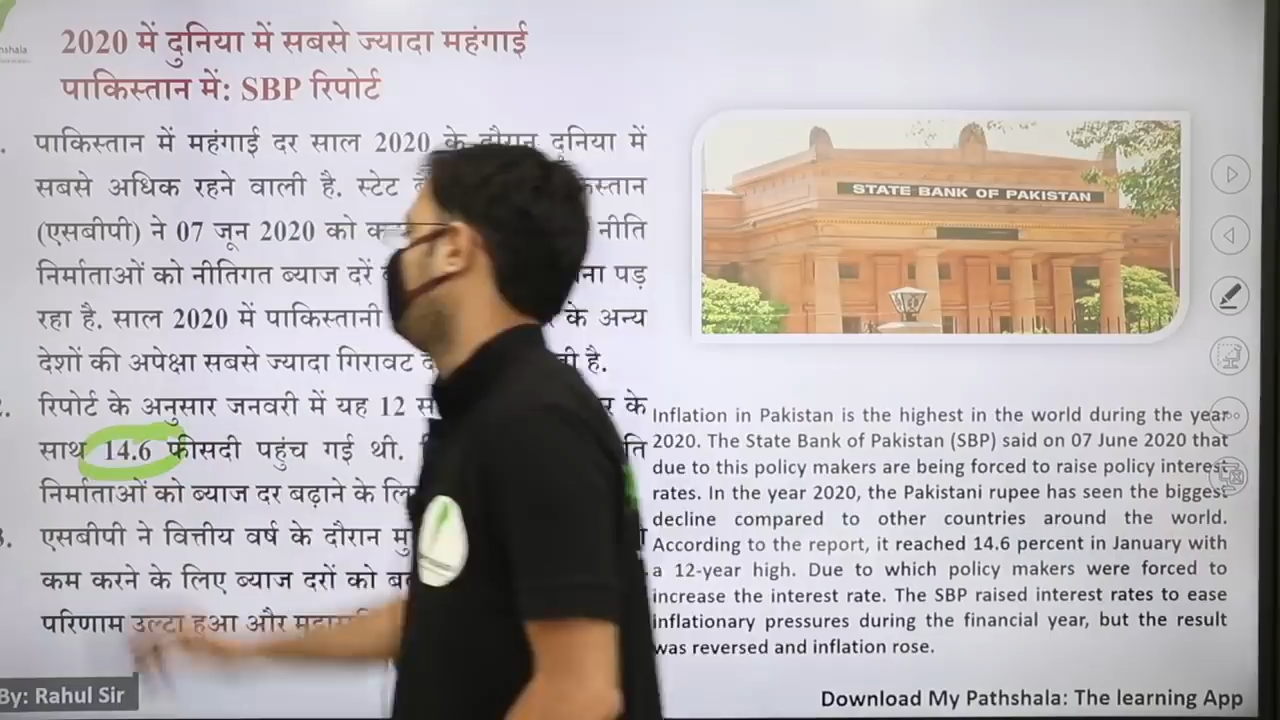 nshala
2020 में दुनिया में सबसे ज्यादा महंगाई
पाकिस्तान में: SBP रिपोर्ट
पाकिस्तान में महंगाई दर साल 2020 के दौरान दुनिया में
सबसे अधिक रहने वाली है. स्टेट
(एसबीपी) ने 07 जून 2020 को नीति
निर्माताओं को नीतिगत ब्याज दरें पड़
रहा है. साल 2020 में पाकिस्तानी के अन्य
देशों की अपेक्षा सबसे ज्यादा गिरावट है.
रिपोर्ट के अनुसार जनवरी में यह 12 के
साथ 14.6 फीसदी पहुंच गई थी.
निर्माताओं को ब्याज दर बढ़ाने के
एसबीपी ने वित्तीय वर्ष के दौरान
कम करने के लिए ब्याज दरों को
परिणाम उल्टा हुआ और
STATE BANK OF PAKISTAN
Inflation in Pakistan is the highest in the world during the year
2020. The State Bank of Pakistan (SBP) said on 07 June 2020 that
due to this policy makers are being forced to raise policy interest
rates. In the year 2020, the Pakistani rupee has seen the biggest
decline compared to other countries around the world.
According to the report, it reached 14.6 percent in January with
a 12-year high. Due to which policy makers were forced to
increase the interest rate. The SBP raised interest rates to ease
inflationary pressures during the financial year, but the result
was reversed and inflation rose.
By: Rahul Sir
Download My Pathshala: The learning App